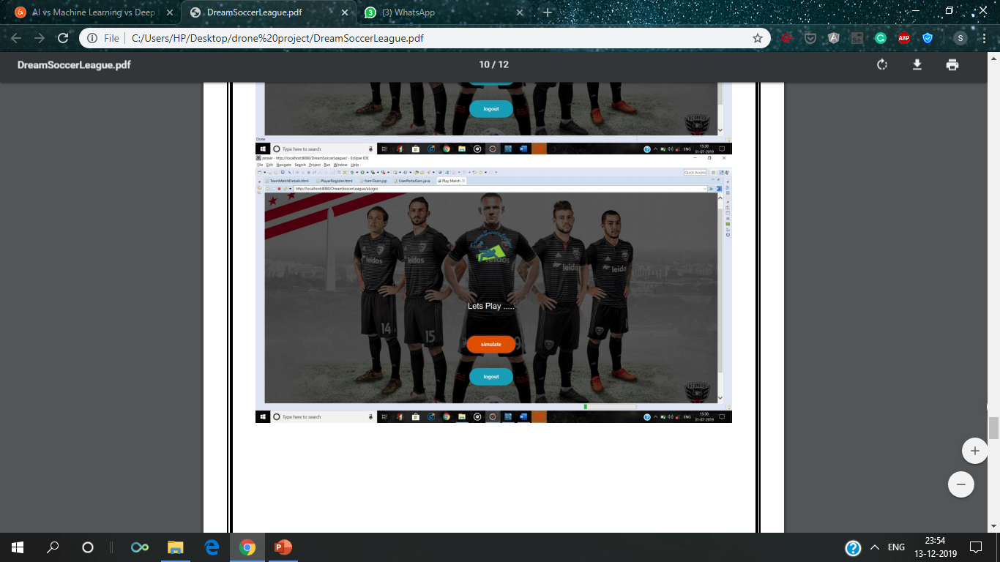 AI vs Machine Learning vs Deep
DreamSoccerLeague.pdf
(3) WhatsApp
File
C:/Users/HP/Desktop/drone%20project/DreamSoccerLeague.pdf
ABP
S
DreamSoccerLeague.pdf
10 / 12
logout
Done
Type here to search
ENG
15:30
31-07-2019
zensar - http://localhost:8080/DreamSoccerLeague/ - Eclipse IDE
File Edit Navigate Search Project Run Window Help
Quick Access
TeamMatchDetails.html
PlayerRegister.html
formTeam.jsp
UserPortalServ.java
Play Match
http://localhost:8080/DreamSoccerLeague/aLogin
leidos
leidos
leidos
leidos
Lets Play .....
14
15
9
simulate
logout
Type here to search
ENG
15:30
31-07-2019
ENG
23:54
13-12-2019